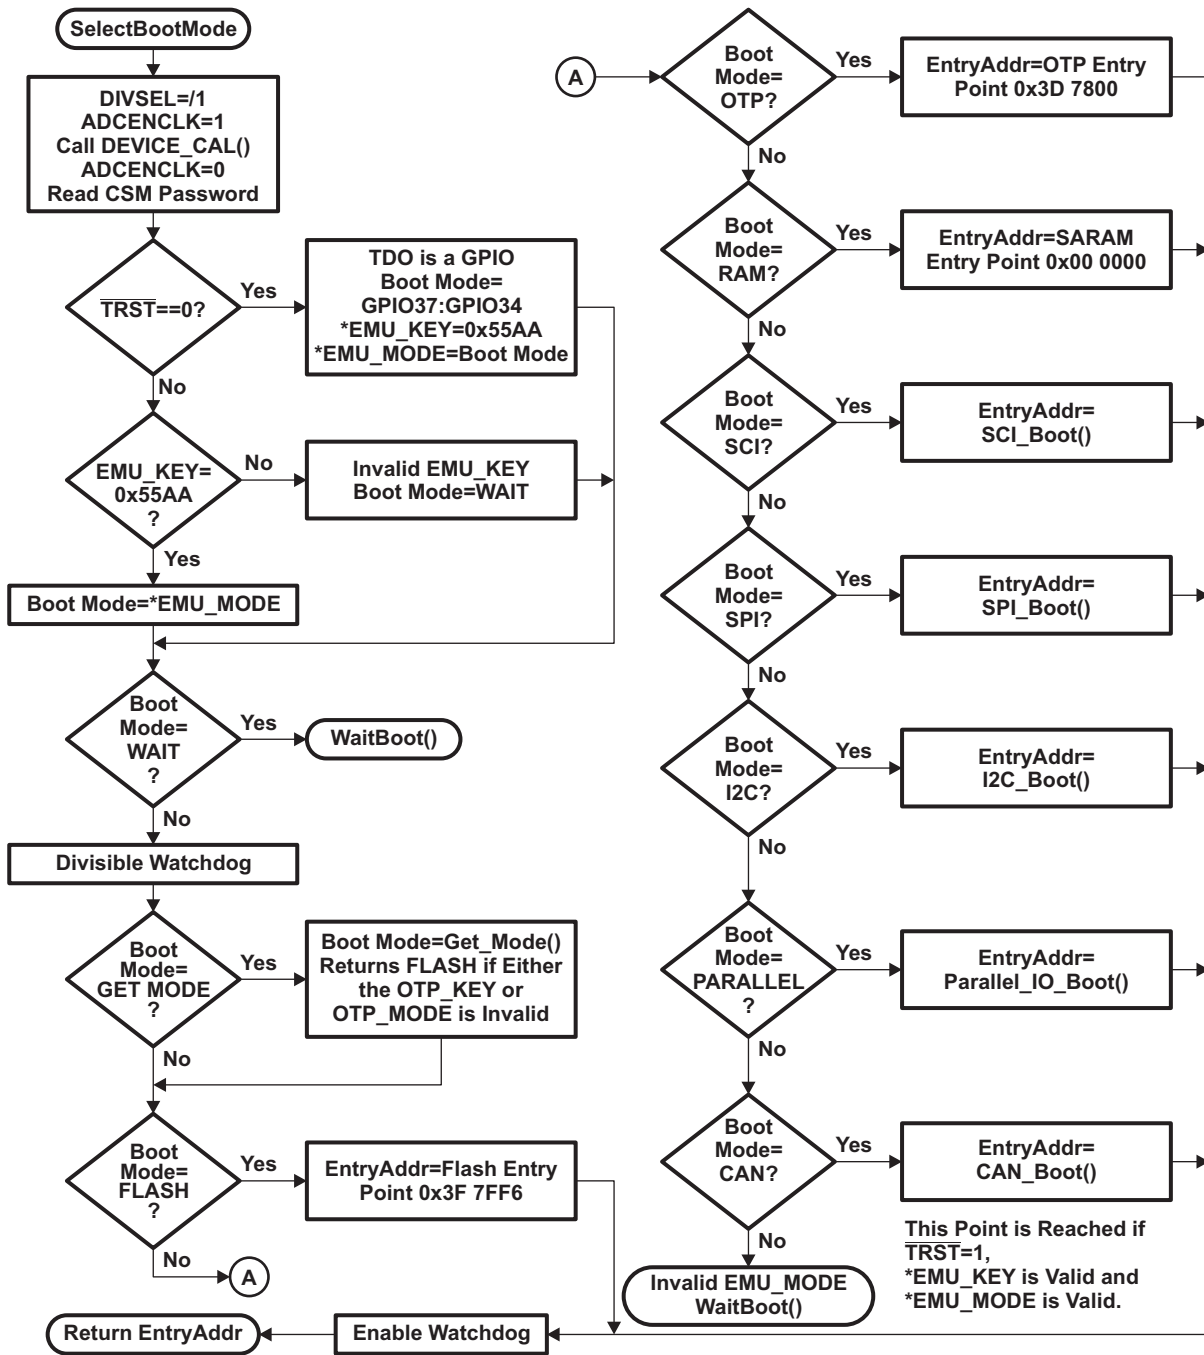 SelectBootMode
DIVSEL=/1
ADCENCLK=1
Call DEVICE_CAL()
ADCENCLK=0
Read CSM Password
TRST==0?
Yes
TDO is a GPIO
Boot Mode=
GPIO37:GPIO34
*EMU_KEY=0x55AA
*EMU_MODE=Boot Mode
No
EMU_KEY=
0x55AA
?
No
Invalid EMU_KEY
Boot Mode=WAIT
Yes
Boot Mode=*EMU_MODE
Boot
Mode=
WAIT
?
Yes
WaitBoot()
No
Divisible Watchdog
Boot
Mode=
GET MODE
?
Yes
Boot Mode=Get_Mode()
Returns FLASH if Either
the OTP_KEY or
OTP_MODE is Invalid
No
Boot
Mode=
FLASH
?
Yes
EntryAddr=Flash Entry
Point 0x3F 7FF6
No
A
A
Boot
Mode=
OTP?
Yes
EntryAddr=OTP Entry
Point 0x3D 7800
No
Boot
Mode=
RAM?
Yes
EntryAddr=SARAM
Entry Point 0x00 0000
No
Boot
Mode=
SCI?
Yes
EntryAddr=
SCI_Boot()
No
Boot
Mode=
SPI?
Yes
EntryAddr=
SPI_Boot()
No
Boot
Mode=
I2C?
Yes
EntryAddr=
I2C_Boot()
No
Boot
Mode=
PARALLEL
?
Yes
EntryAddr=
Parallel_IO_Boot()
No
Boot
Mode=
CAN?
Yes
EntryAddr=
CAN_Boot()
No
Invalid EMU_MODE
WaitBoot()
This Point is Reached if
TRST=1,
*EMU_KEY is Valid and
*EMU_MODE is Valid.
Enable Watchdog
Return EntryAddr